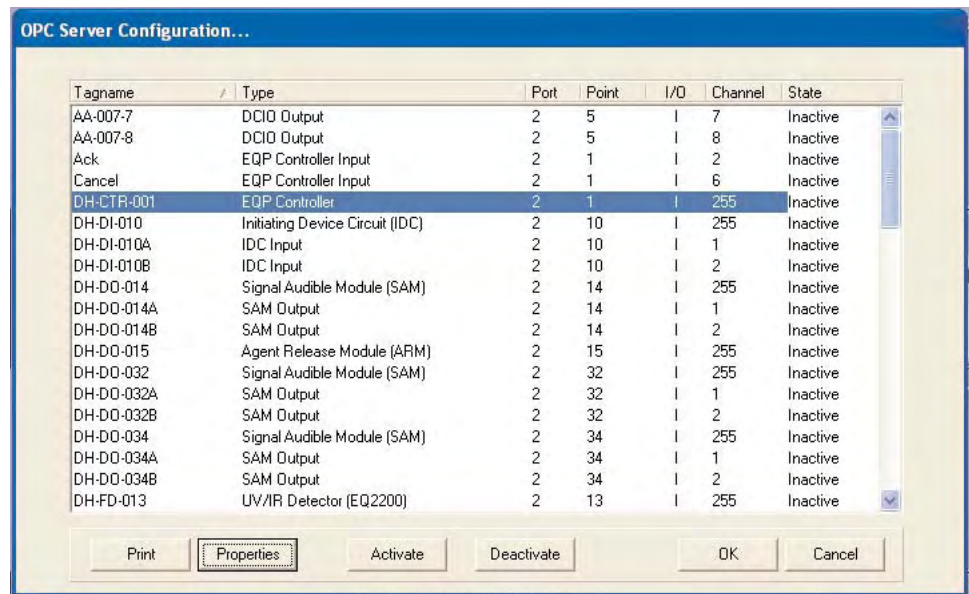 OPC Server Configuration...
Tagname / Type Port Point I/O Channel State
AA-007-7 DCIO Output 2 5 I 7 Inactive
AA-007-8 DCIO Output 2 5 I 8 Inactive
Ack EQP Controller Input 2 1 I 2 Inactive
Cancel EQP Controller Input 2 1 I 6 Inactive
DH-CTR-001 EQP Controller 2 1 I 255 Inactive
DH-DI-010 Initiating Device Circuit (IDC) 2 10 I 255 Inactive
DH-DI-010A IDC Input 2 10 I 1 Inactive
DH-DI-010B IDC Input 2 10 I 2 Inactive
DH-DO-014 Signal Audible Module (SAM) 2 14 I 255 Inactive
DH-DO-014A SAM Output 2 14 I 1 Inactive
DH-DO-014B SAM Output 2 14 I 2 Inactive
DH-DO-015 Agent Release Module (ARM) 2 15 I 255 Inactive
DH-DO-032 Signal Audible Module (SAM) 2 32 I 255 Inactive
DH-DO-032A SAM Output 2 32 I 1 Inactive
DH-DO-032B SAM Output 2 32 I 2 Inactive
DH-DO-034 Signal Audible Module (SAM) 2 34 I 255 Inactive
DH-DO-034A SAM Output 2 34 I 1 Inactive
DH-DO-034B SAM Output 2 34 I 2 Inactive
DH-FD-013 UV/IR Detector (EQ2200) 2 13 I 255 Inactive
Print Properties Activate Deactivate OK Cancel